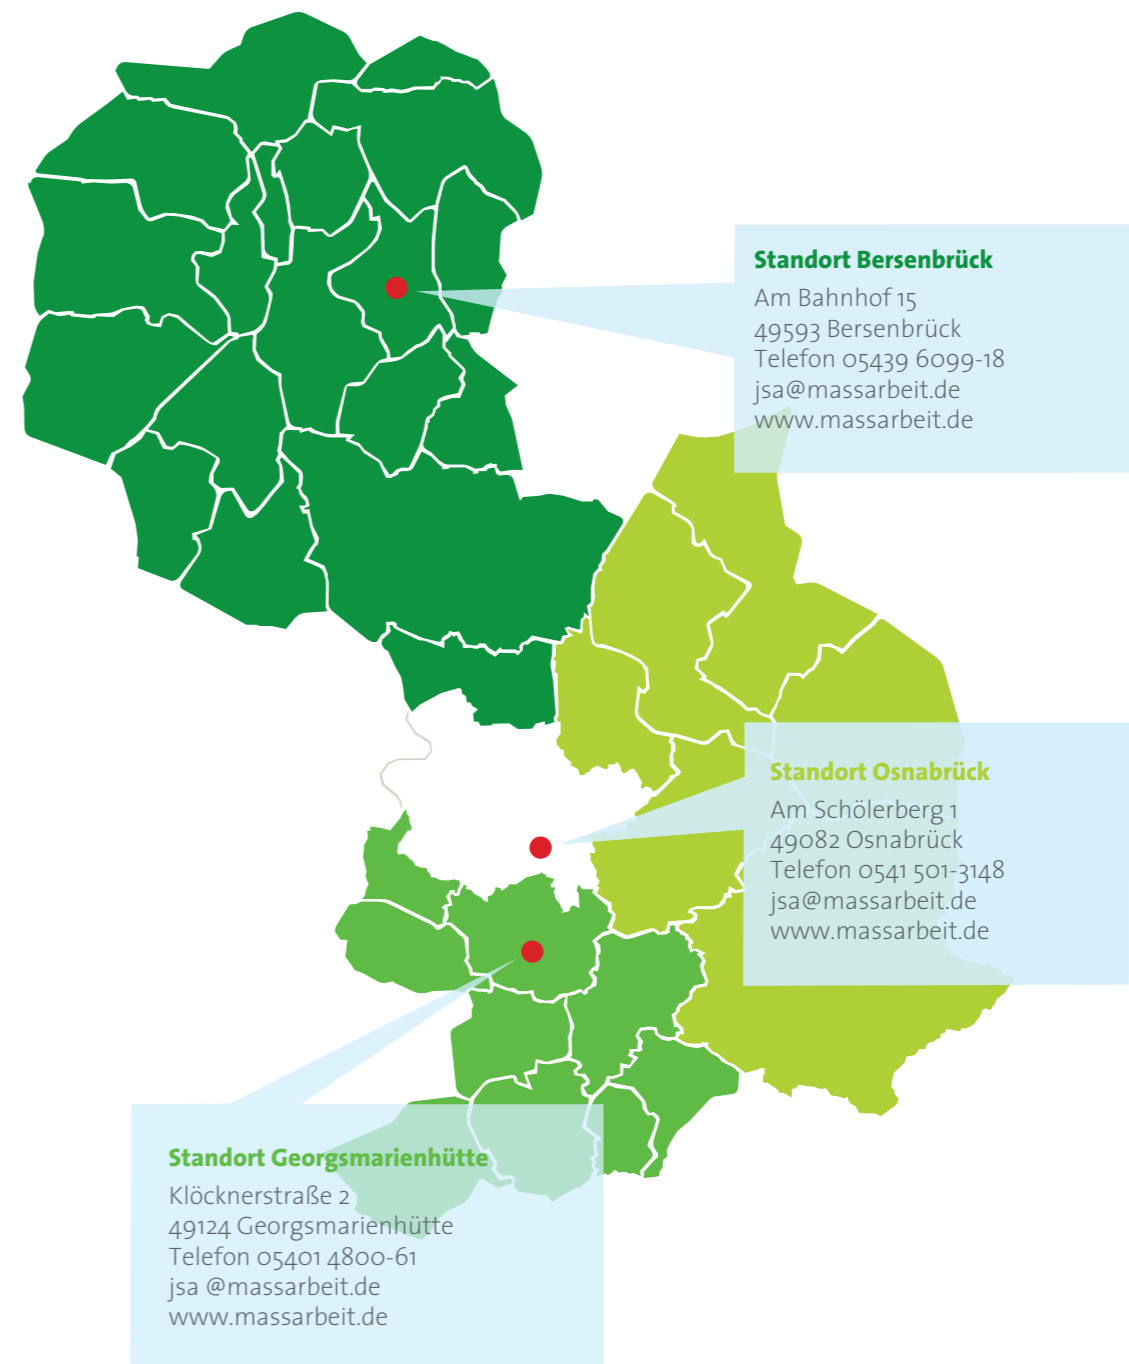 Standort Bersenbrück
Am Bahnhof 15
49593 Bersenbrück
Telefon 05439 6099-18
jsa@massarbeit.de
www.massarbeit.de
Standort Osnabrück
Am Schölerberg 1
49082 Osnabrück
Telefon 0541 501-3148
jsa@massarbeit.de
www.massarbeit.de
Standort Georgsmarienhütte
Klöcknerstraße 2
49124 Georgsmarienhütte
Telefon 05401 4800-61
jsa @massarbeit.de
www.massarbeit.de